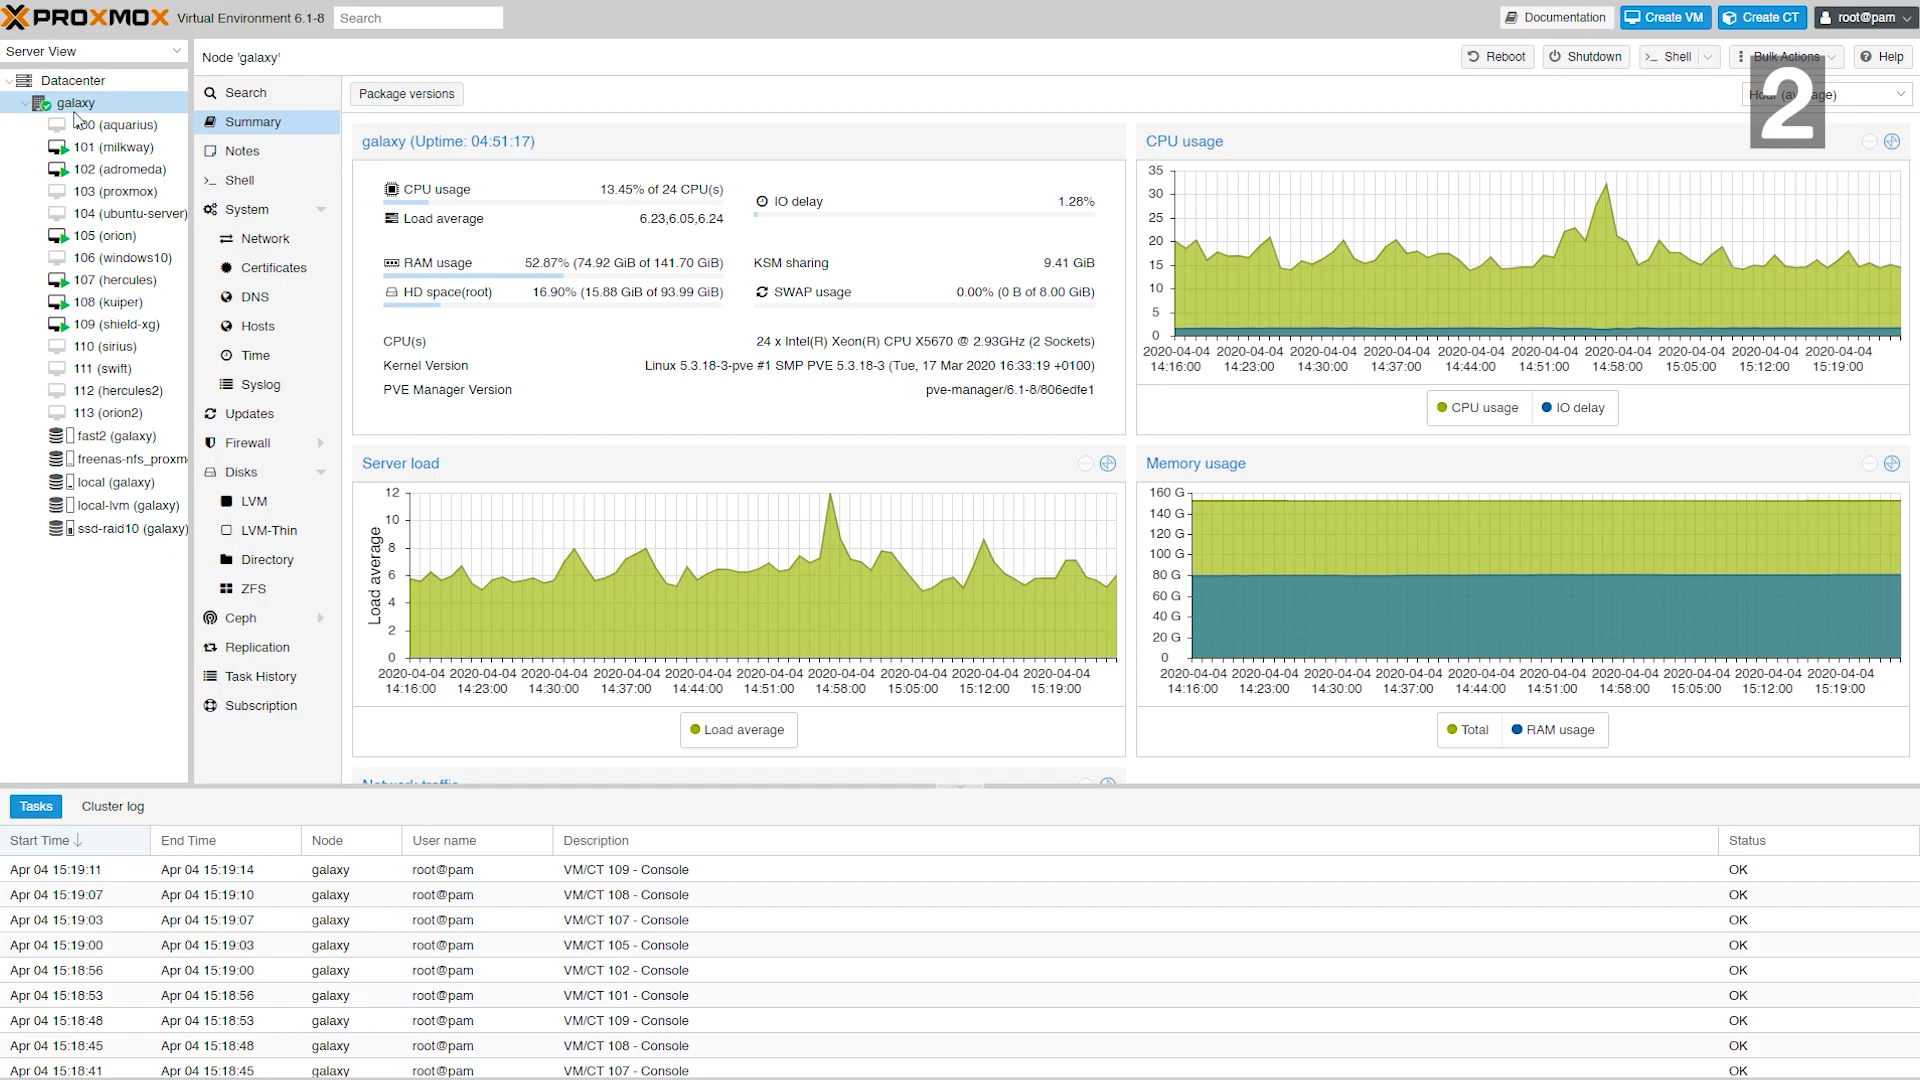 PROXMOX Virtual Environment 6.1-8 Search Documentation Create VM Create CT root@pam
Server View
Node 'galaxy' Reboot Shutdown >_ Shell Bulk Actions Help
Datacenter
galaxy
(aquarius)
101 (milkway)
102 (adromeda)
103 (proxmox)
104 (ubuntu-server)
105 (orion)
106 (windows10)
107 (hercules)
108 (kuiper)
109 (shield-xg)
110 (sirius)
111 (swift)
112 (hercules2)
113 (orion2)
fast2 (galaxy)
freenas-nfs_proxm
local (galaxy)
local-lvm (galaxy)
ssd-raid10 (galaxy)
Search
Summary
Notes
>_ Shell
System
Network
Certificates
DNS
Hosts
Time
Syslog
Updates
Firewall
Disks
LVM
LVM-Thin
Directory
ZFS
Ceph
Replication
Task History
Subscription
Package versions
2
galaxy (Uptime: 04:51:17)
CPU usage 13.45% of 24 CPU(s)
Load average 6.23,6.05,6.24
IO delay 1.28%
RAM usage 52.87% (74.92 GiB of 141.70 GiB)
KSM sharing 9.41 GiB
HD space(root) 16.90% (15.88 GiB of 93.99 GiB)
SWAP usage 0.00% (0 B of 8.00 GiB)
CPU(s) 24 x Intel(R) Xeon(R) CPU X5670 @ 2.93GHz (2 Sockets)
Kernel Version Linux 5.3.18-3-pve #1 SMP PVE 5.3.18-3 (Tue, 17 Mar 2020 16:33:19 +0100)
PVE Manager Version pve-manager/6.1-8/806edfe1
CPU usage
35
30
25
20
15
10
5
0
2020-04-04 2020-04-04 2020-04-04 2020-04-04 2020-04-04 2020-04-04 2020-04-04 2020-04-04 2020-04-04 2020-04-04
14:16:00 14:23:00 14:30:00 14:37:00 14:44:00 14:51:00 14:58:00 15:05:00 15:12:00 15:19:00
CPU usage IO delay
Server load
Load average
12
10
8
6
4
2
0
2020-04-04 2020-04-04 2020-04-04 2020-04-04 2020-04-04 2020-04-04 2020-04-04 2020-04-04 2020-04-04 2020-04-04
14:16:00 14:23:00 14:30:00 14:37:00 14:44:00 14:51:00 14:58:00 15:05:00 15:12:00 15:19:00
Load average
Memory usage
160 G
140 G
120 G
100 G
80 G
60 G
40 G
20 G
0
2020-04-04 2020-04-04 2020-04-04 2020-04-04 2020-04-04 2020-04-04 2020-04-04 2020-04-04 2020-04-04 2020-04-04
14:16:00 14:23:00 14:30:00 14:37:00 14:44:00 14:51:00 14:58:00 15:05:00 15:12:00 15:19:00
Total RAM usage
Network traffic
Tasks Cluster log
Start Time End Time Node User name Description Status
Apr 04 15:19:11 Apr 04 15:19:14 galaxy root@pam VM/CT 109 - Console OK
Apr 04 15:19:07 Apr 04 15:19:10 galaxy root@pam VM/CT 108 - Console OK
Apr 04 15:19:03 Apr 04 15:19:07 galaxy root@pam VM/CT 107 - Console OK
Apr 04 15:19:00 Apr 04 15:19:03 galaxy root@pam VM/CT 105 - Console OK
Apr 04 15:18:56 Apr 04 15:19:00 galaxy root@pam VM/CT 102 - Console OK
Apr 04 15:18:53 Apr 04 15:18:56 galaxy root@pam VM/CT 101 - Console OK
Apr 04 15:18:48 Apr 04 15:18:53 galaxy root@pam VM/CT 109 - Console OK
Apr 04 15:18:45 Apr 04 15:18:48 galaxy root@pam VM/CT 108 - Console OK
Apr 04 15:18:41 Apr 04 15:18:45 galaxy root@pam VM/CT 107 - Console OK